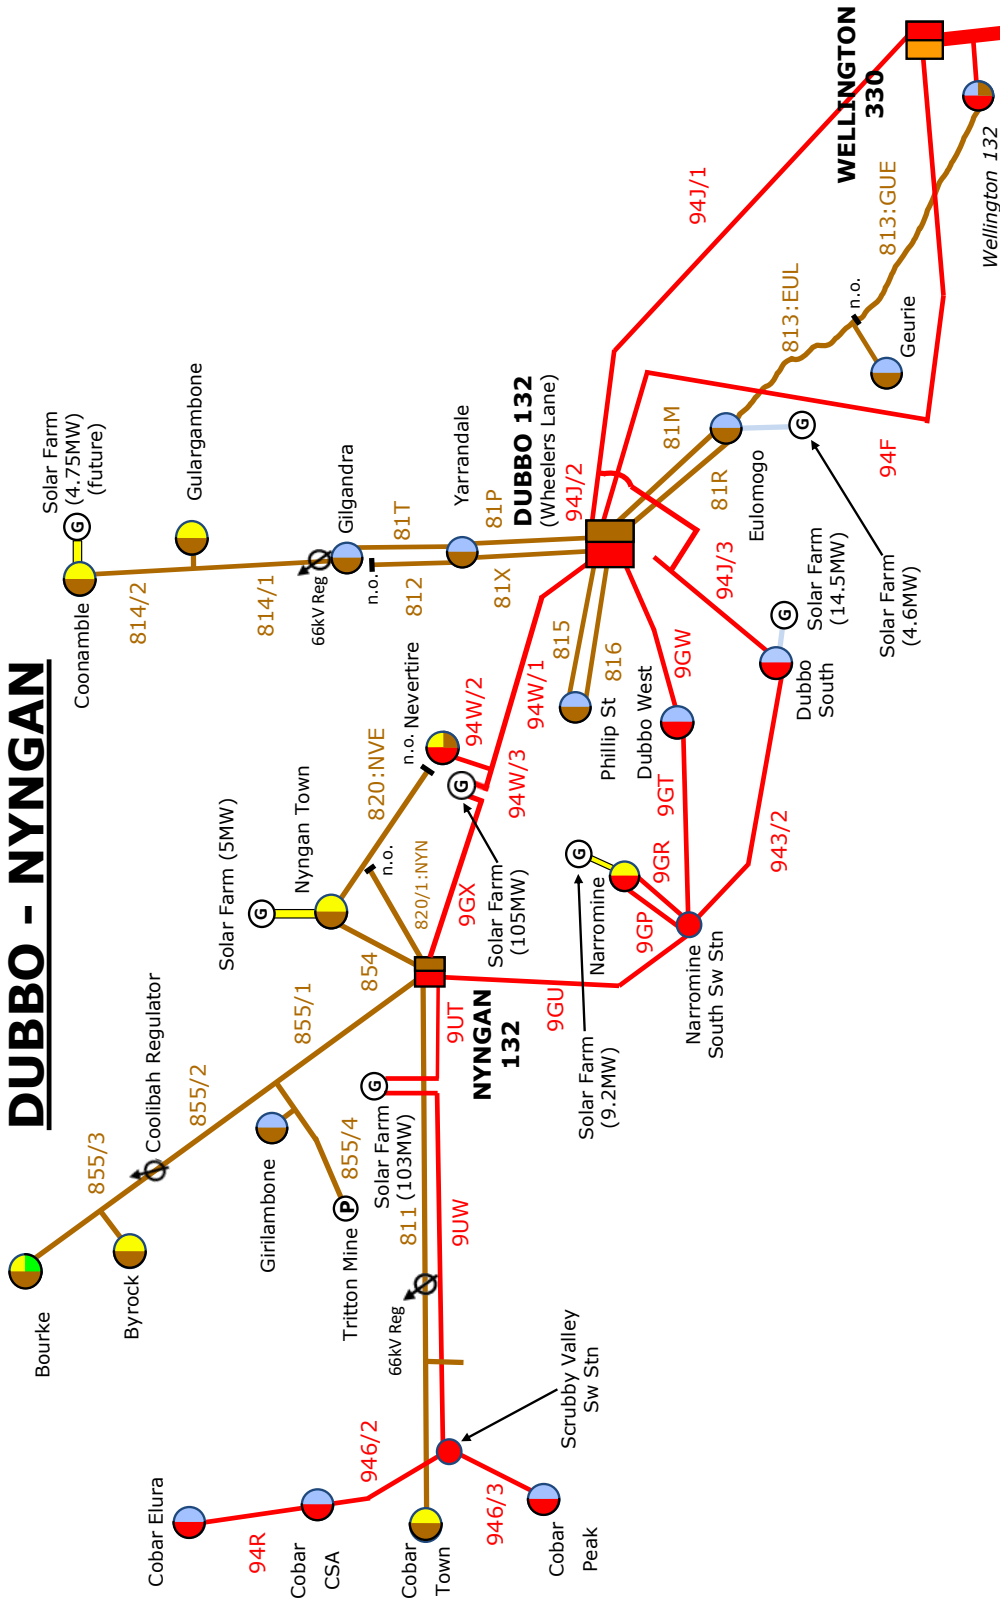 DUBBO – NYNGAN
Bourke
Byrock
855/3
Coolibah Regulator
855/2
855/1
Girilambone
855/4
Tritton Mine
P
Solar Farm (5MW)
G
Nyngan Town
854
820:NVE
n.o.
820/1:NYN
n.o.
Nevertire
Solar Farm
(4.75MW)
(future)
G
Coonamble
814/2
Gulargambone
814/1
66kV Reg
Gilgandra
n.o.
81T
812
Yarrandale
81P
81X
DUBBO 132
(Wheelers Lane)
94J/2
94J/1
WELLINGTON
330
Wellington 132
813:GUE
813:EUL
n.o.
Geurie
81M
81R
Eulomogo
G
Solar Farm
(4.6MW)
94F
94J/3
G
Solar Farm
(14.5MW)
Dubbo
South
815
816
Phillip St
94W/1
94W/2
94W/3
G
Solar Farm
(105MW)
9GX
9GW
Dubbo West
9GT
943/2
G
Narromine
9GR
9GP
Solar Farm
(9.2MW)
Narromine
South Sw Stn
9GU
NYNGAN
132
9UT
G
Solar Farm
(103MW)
811
9UW
66kV Reg
Scrubby Valley
Sw Stn
Cobar Elura
94R
Cobar
CSA
946/2
Cobar
Town
946/3
Cobar
Peak